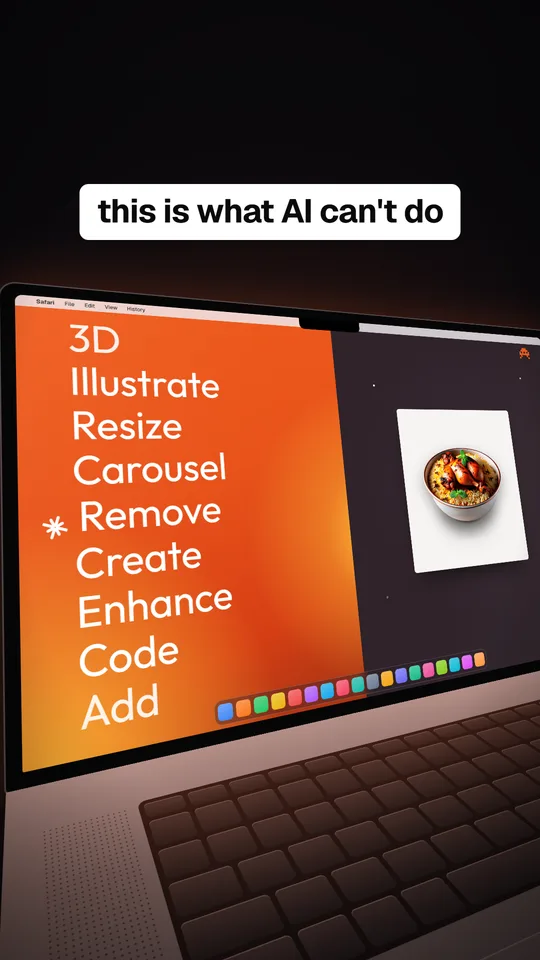 this is what AI can't do
Safari File Edit View History
3D
Illustrate
Resize
Carousel
Remove
Create
Enhance
Code
Add